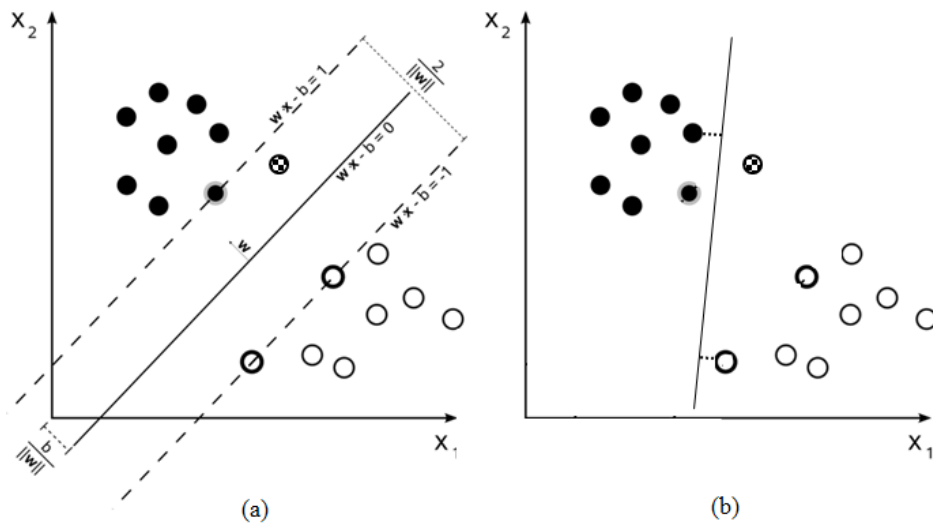 X₂
w x - b = 1
2
||w||
w x - b = 0
w x - b = -1
w
b
||w||
X₁
(a)
X₂
X₁
(b)